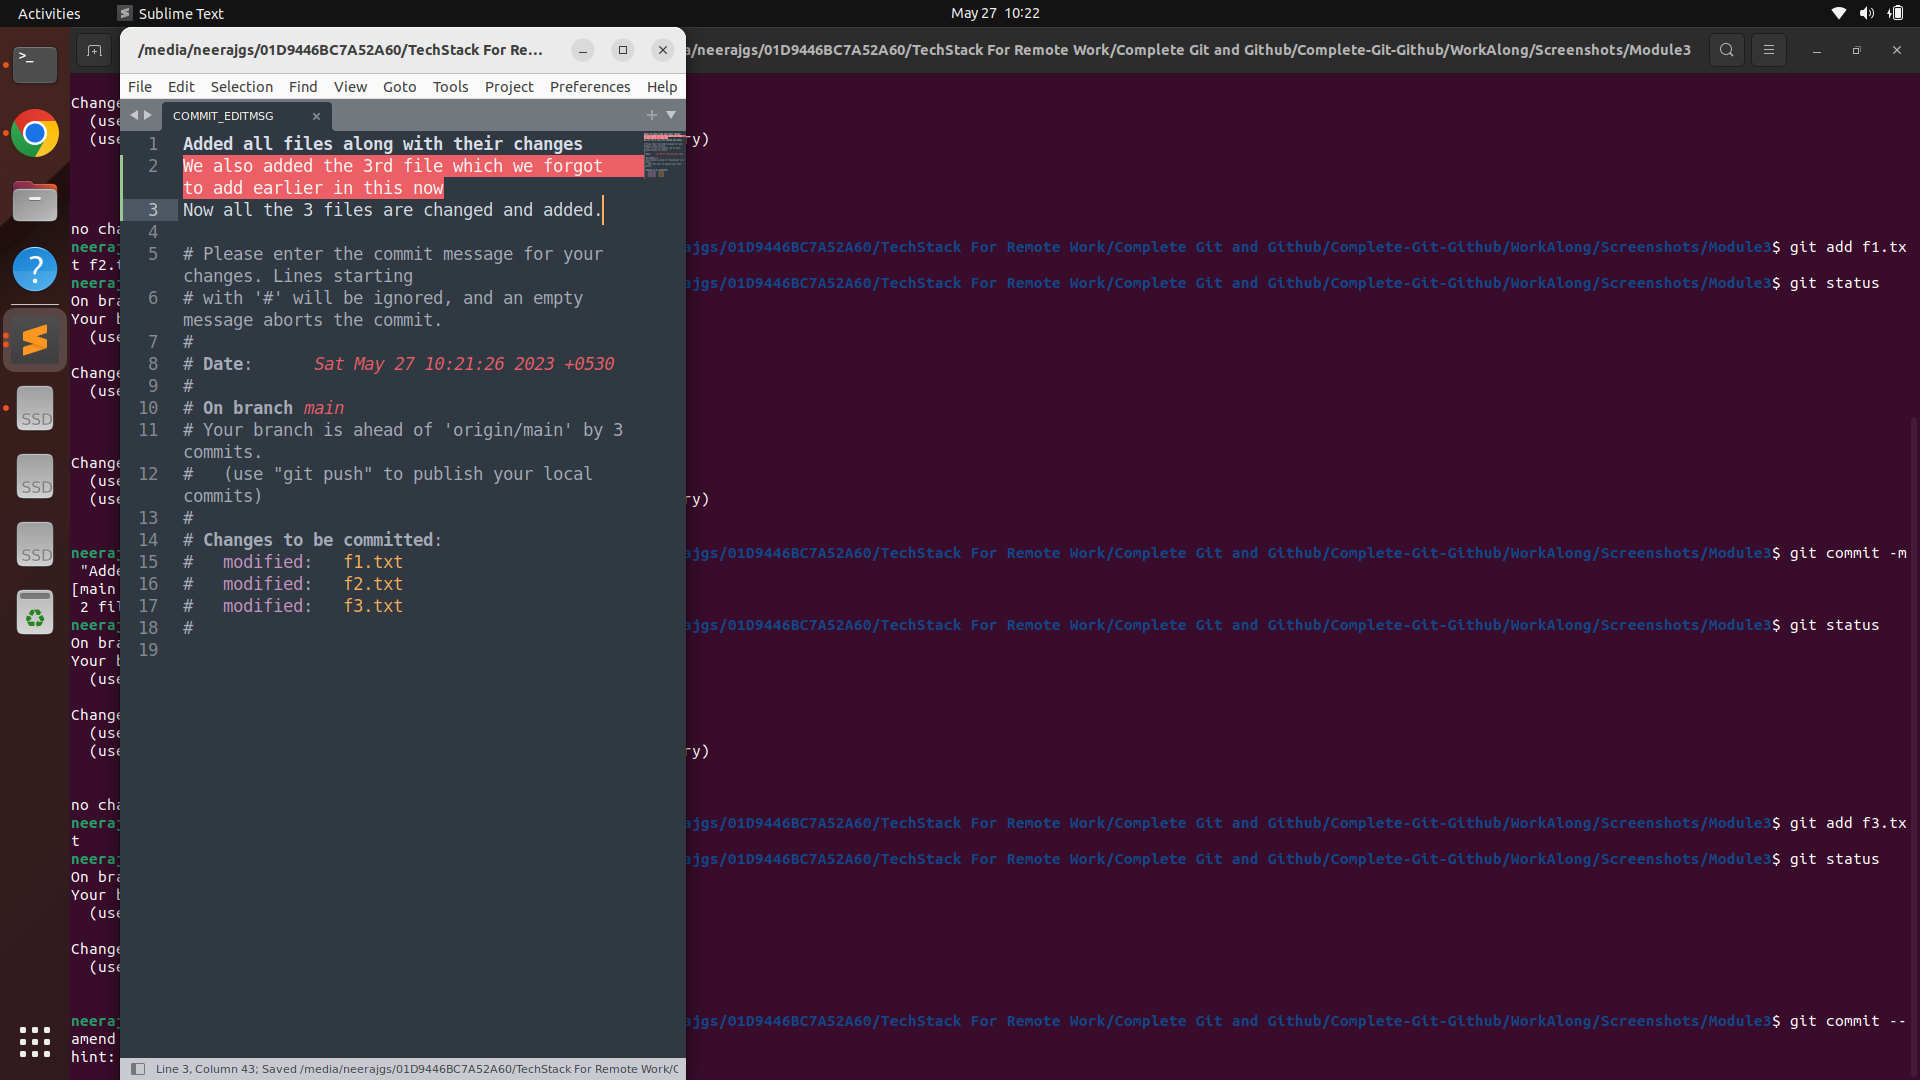 Activities
Sublime Text
May 27 10:22
/media/neerajgs/01D9446BC7A52A60/TechStack For Re...
a/neerajgs/01D9446BC7A52A60/TechStack For Remote Work/Complete Git and Github/Complete-Git-Github/WorkAlong/Screenshots/Module3
File Edit Selection Find View Goto Tools Project Preferences Help
COMMIT_EDITMSG
1 Added all files along with their changes
2 We also added the 3rd file which we forgot
to add earlier in this now
3 Now all the 3 files are changed and added.
4
5 # Please enter the commit message for your
changes. Lines starting
6 # with '#' will be ignored, and an empty
message aborts the commit.
7 #
8 # Date: Sat May 27 10:21:26 2023 +0530
9 #
10 # On branch main
11 # Your branch is ahead of 'origin/main' by 3
commits.
12 # (use "git push" to publish your local
commits)
13 #
14 # Changes to be committed:
15 # modified: f1.txt
16 # modified: f2.txt
17 # modified: f3.txt
18 #
19
Line 3, Column 43; Saved /media/neerajgs/01D9446BC7A52A60/TechStack For Remote Work/C
SSD
SSD
SSD
Change
(use
(use ry)
no cha
neeraj ajgs/01D9446BC7A52A60/TechStack For Remote Work/Complete Git and Github/Complete-Git-Github/WorkAlong/Screenshots/Module3$ git add f1.tx
t f2.t
neeraj ajgs/01D9446BC7A52A60/TechStack For Remote Work/Complete Git and Github/Complete-Git-Github/WorkAlong/Screenshots/Module3$ git status
On bra
Your b
(use
Change
(use
Change
(use
(use ry)
neeraj ajgs/01D9446BC7A52A60/TechStack For Remote Work/Complete Git and Github/Complete-Git-Github/WorkAlong/Screenshots/Module3$ git commit -m
"Adde
[main
2 fil
neeraj ajgs/01D9446BC7A52A60/TechStack For Remote Work/Complete Git and Github/Complete-Git-Github/WorkAlong/Screenshots/Module3$ git status
On bra
Your b
(use
Change
(use
(use ry)
no cha
neeraj ajgs/01D9446BC7A52A60/TechStack For Remote Work/Complete Git and Github/Complete-Git-Github/WorkAlong/Screenshots/Module3$ git add f3.tx
t
neeraj ajgs/01D9446BC7A52A60/TechStack For Remote Work/Complete Git and Github/Complete-Git-Github/WorkAlong/Screenshots/Module3$ git status
On bra
Your b
(use
Change
(use
neeraj ajgs/01D9446BC7A52A60/TechStack For Remote Work/Complete Git and Github/Complete-Git-Github/WorkAlong/Screenshots/Module3$ git commit --
amend
hint: